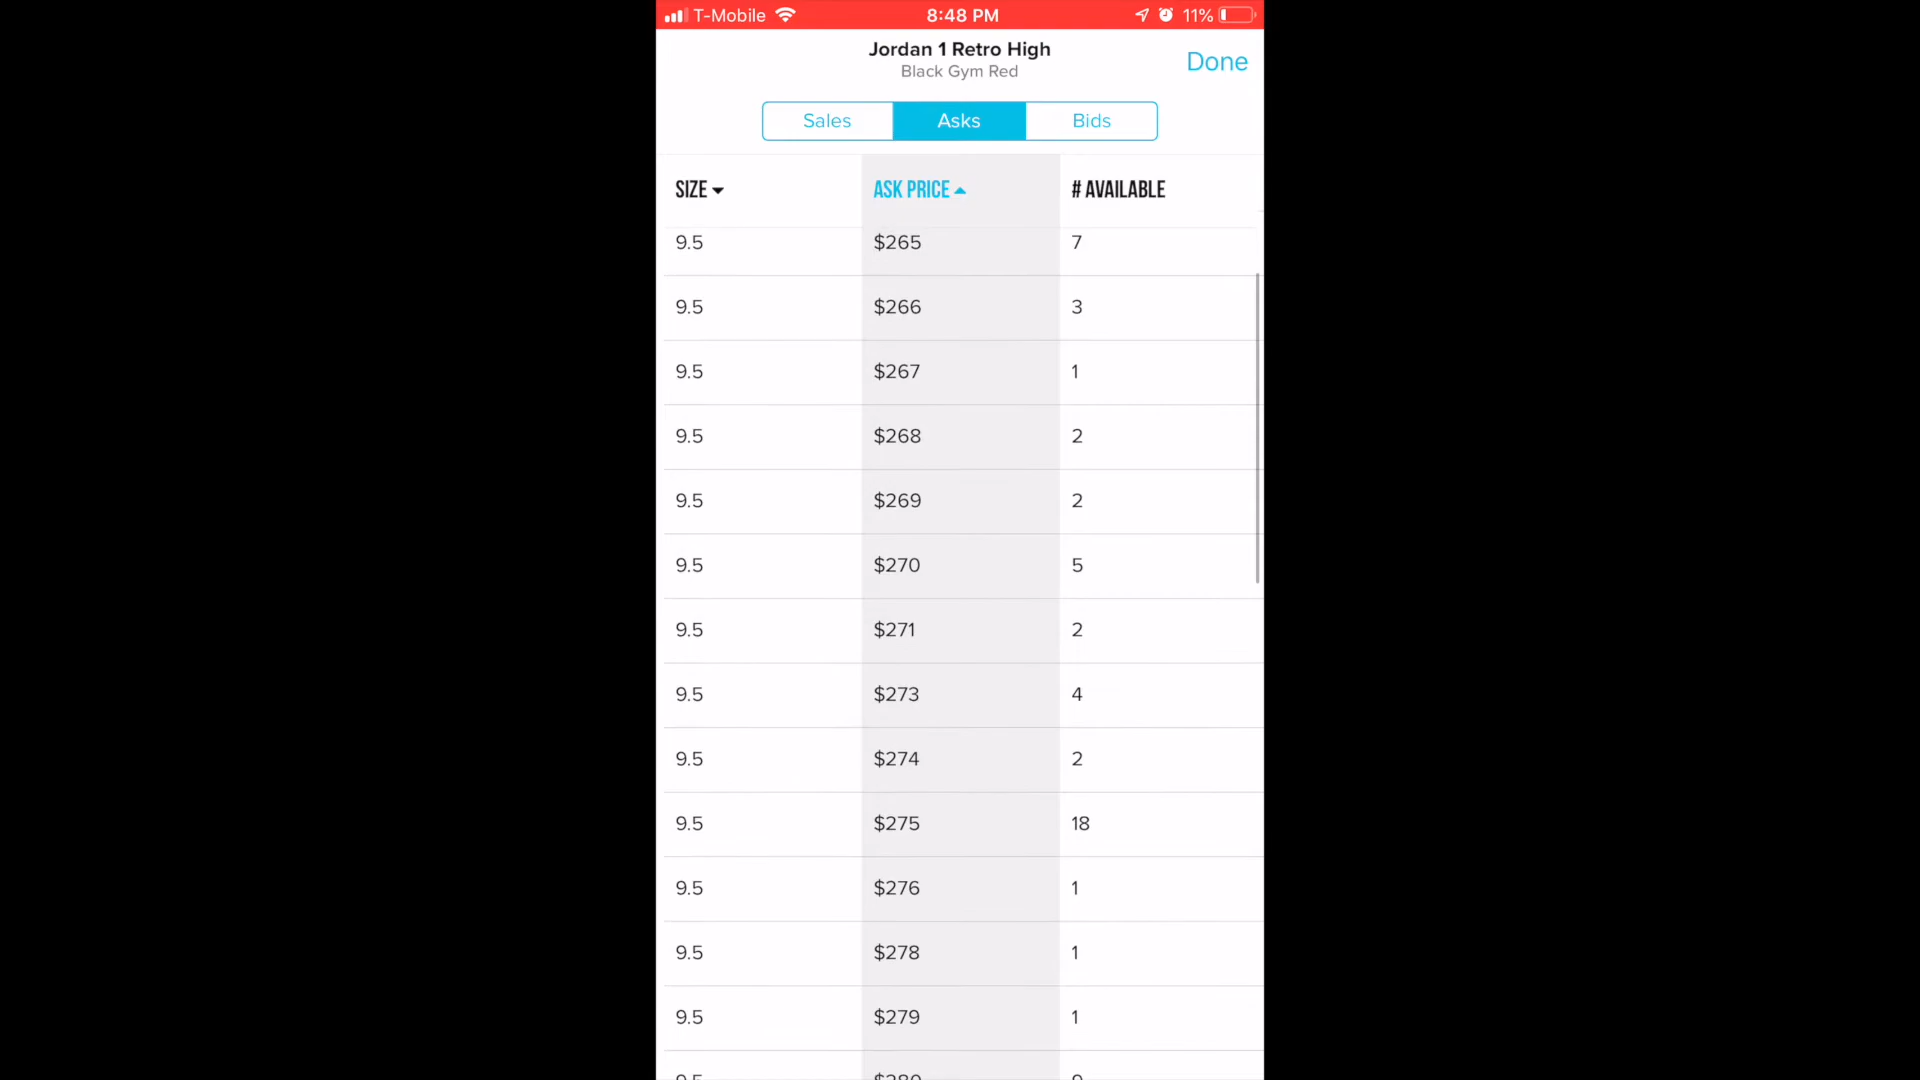 T-Mobile 8:48 PM 11%
Jordan 1 Retro High
Black Gym Red
Done
Sales Asks Bids
SIZE ASK PRICE # AVAILABLE
9.5 $265 7
9.5 $266 3
9.5 $267 1
9.5 $268 2
9.5 $269 2
9.5 $270 5
9.5 $271 2
9.5 $273 4
9.5 $274 2
9.5 $275 18
9.5 $276 1
9.5 $278 1
9.5 $279 1
9.5 $280